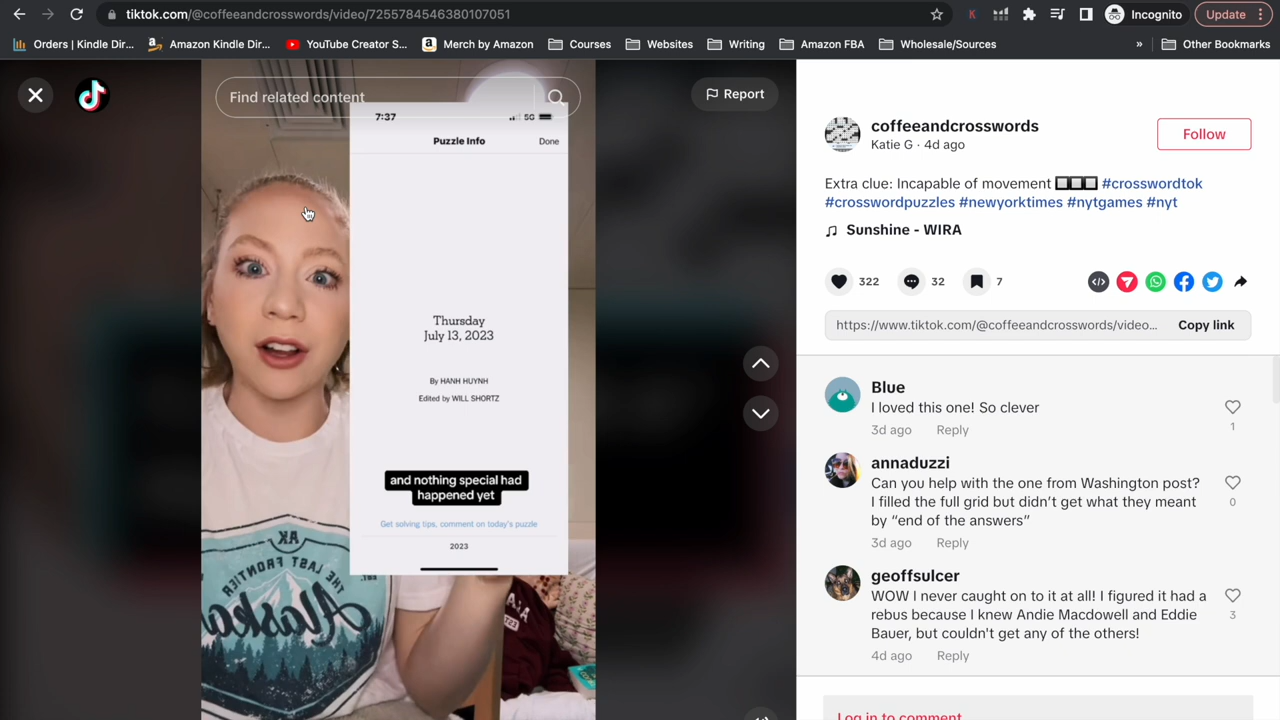 tiktok.com/@coffeeandcrosswords/video/7255784546380107051
Incognito
Update
Orders | Kindle Dir...
Amazon Kindle Dir...
YouTube Creator S...
Merch by Amazon
Courses
Websites
Writing
Amazon FBA
Wholesale/Sources
»
Other Bookmarks
Find related content
Report
7:37
5G
Puzzle Info
Done
Thursday
July 13, 2023
By HANH HUYNH
Edited by WILL SHORTZ
and nothing special had
happened yet
Get solving tips, comment on today's puzzle
2023
AK
THE LAST FRONTIER
Alaska
coffeeandcrosswords
Katie G · 4d ago
Follow
Extra clue: Incapable of movement #crosswordtok
#crosswordpuzzles #newyorktimes #nytgames #nyt
Sunshine - WIRA
322
32
7
https://www.tiktok.com/@coffeeandcrosswords/video...
Copy link
Blue
I loved this one! So clever
3d ago Reply
1
annaduzzi
Can you help with the one from Washington post?
I filled the full grid but didn't get what they meant
by “end of the answers”
3d ago Reply
0
geoffsulcer
WOW I never caught on to it at all! I figured it had a
rebus because I knew Andie Macdowell and Eddie
Bauer, but couldn't get any of the others!
4d ago Reply
3
Log in to comment